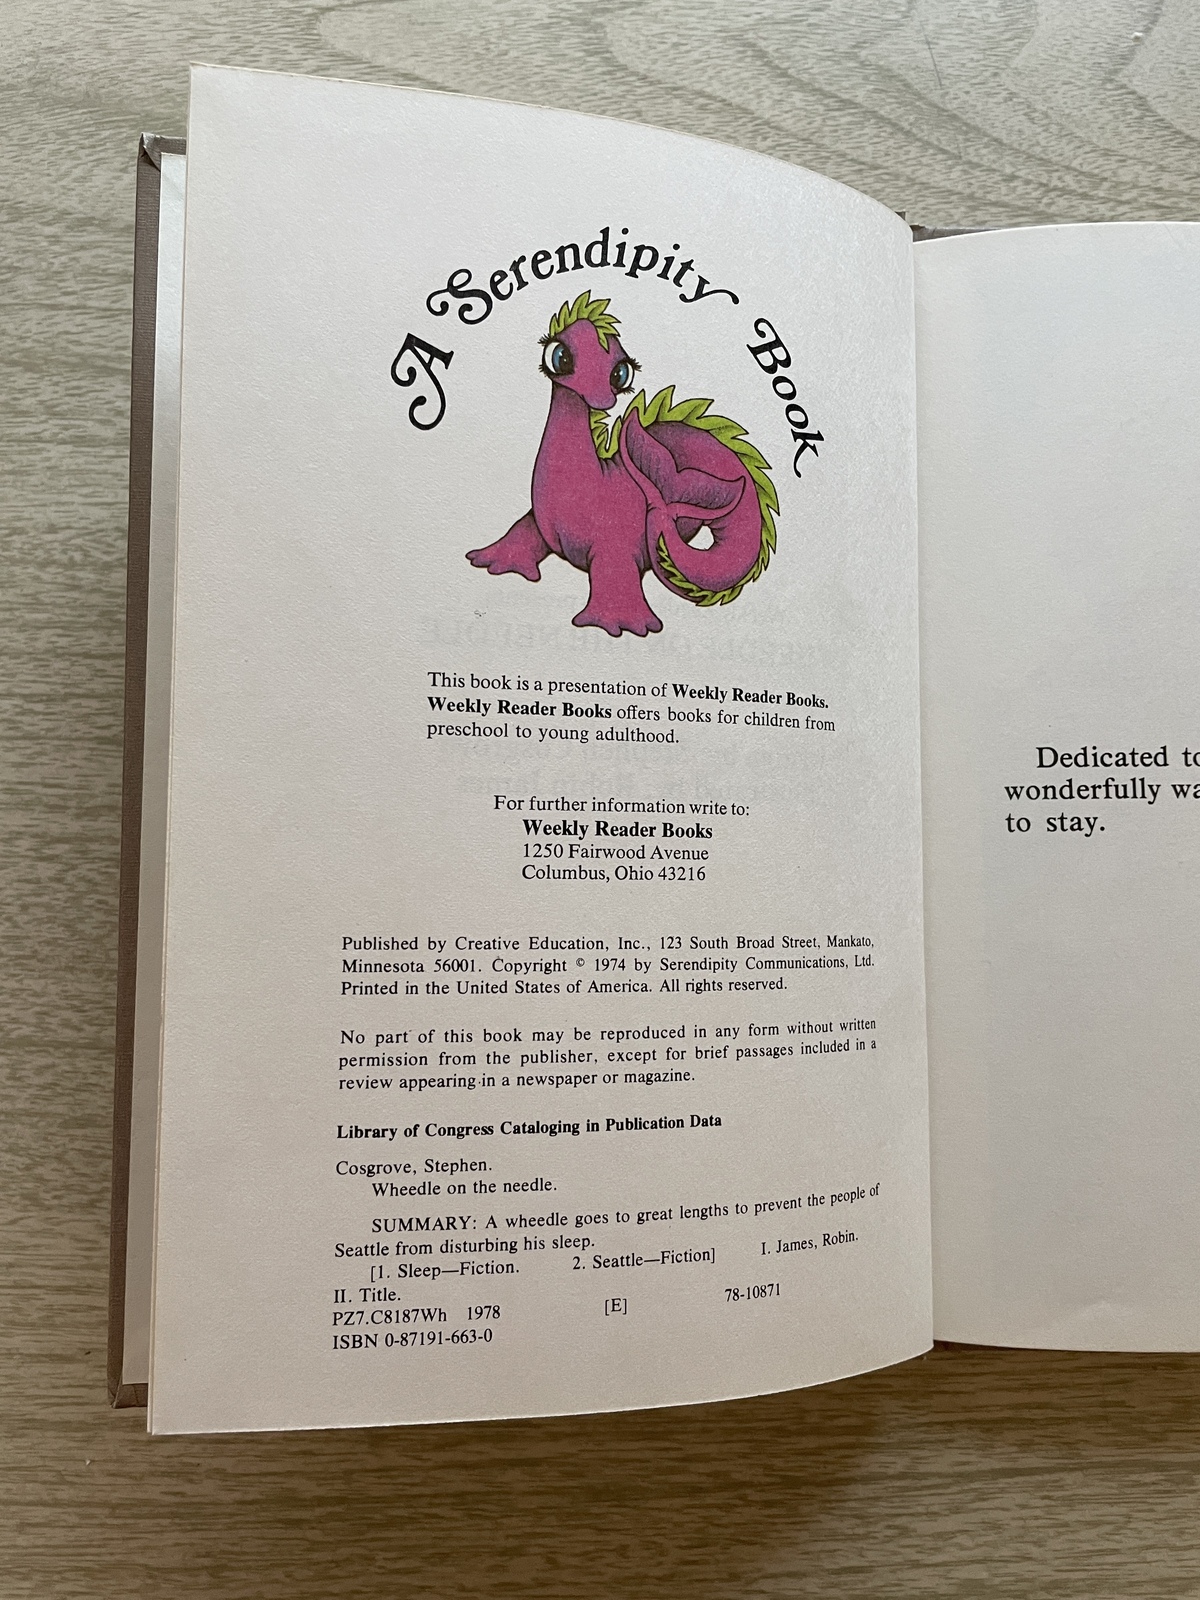 A Serendipity Book
This book is a presentation of Weekly Reader Books.
Weekly Reader Books offers books for children from
preschool to young adulthood.
For further information write to:
Weekly Reader Books
1250 Fairwood Avenue
Columbus, Ohio 43216
Published by Creative Education, Inc., 123 South Broad Street, Mankato,
Minnesota 56001. Copyright © 1974 by Serendipity Communications, Ltd.
Printed in the United States of America. All rights reserved.
No part of this book may be reproduced in any form without written
permission from the publisher, except for brief passages included in a
review appearing in a newspaper or magazine.
Library of Congress Cataloging in Publication Data
Cosgrove, Stephen.
Wheedle on the needle.
SUMMARY: A wheedle goes to great lengths to prevent the people of
Seattle from disturbing his sleep.
[1. Sleep—Fiction. 2. Seattle—Fiction] I. James, Robin.
II. Title.
PZ7.C8187Wh 1978 [E] 78-10871
ISBN 0-87191-663-0
Dedicated to
wonderfully
to stay.